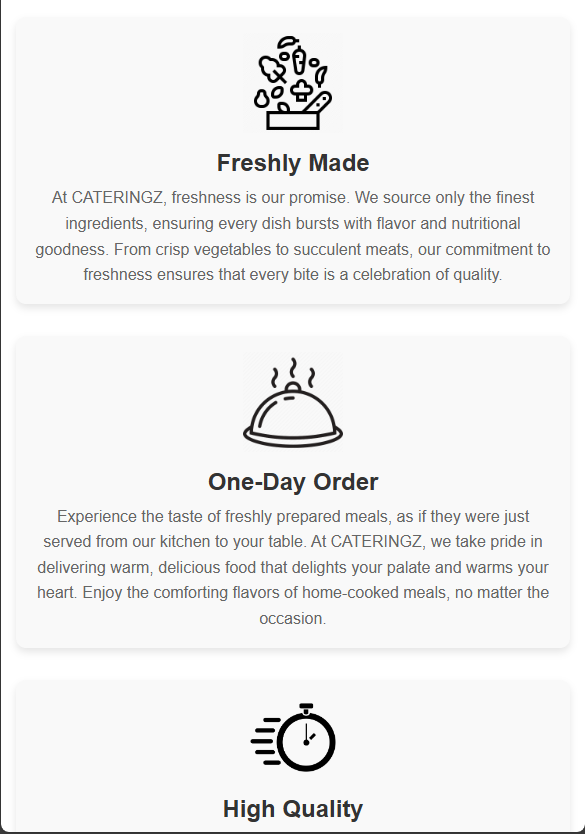 Freshly Made
At CATERINGZ, freshness is our promise. We source only the finest
ingredients, ensuring every dish bursts with flavor and nutritional
goodness. From crisp vegetables to succulent meats, our commitment to
freshness ensures that every bite is a celebration of quality.
One-Day Order
Experience the taste of freshly prepared meals, as if they were just
served from our kitchen to your table. At CATERINGZ, we take pride in
delivering warm, delicious food that delights your palate and warms your
heart. Enjoy the comforting flavors of home-cooked meals, no matter the
occasion.
High Quality